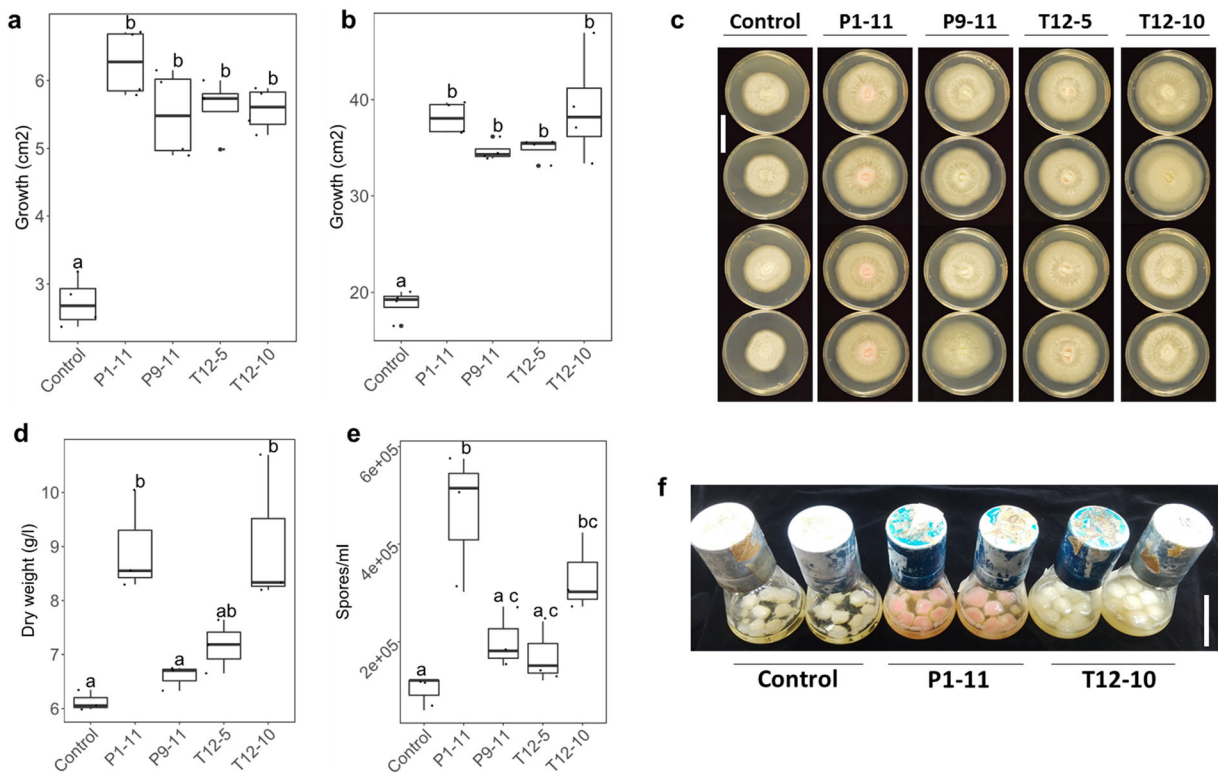 a
Growth (cm2)
6
5
4
3
b
b
b
b
a
Control
P1-11
P9-11
T12-5
T12-10
b
Growth (cm2)
40
30
20
b
b
b
b
a
Control
P1-11
P9-11
T12-5
T12-10
c
Control P1-11 P9-11 T12-5 T12-10
d
Dry weight (g/l)
10
9
8
7
6
b
b
ab
a
a
Control
P1-11
P9-11
T12-5
T12-10
e
Spores/ml
6e+05
4e+05
2e+05
b
bc
a c
a c
a
Control
P1-11
P9-11
T12-5
T12-10
f
Control P1-11 T12-10